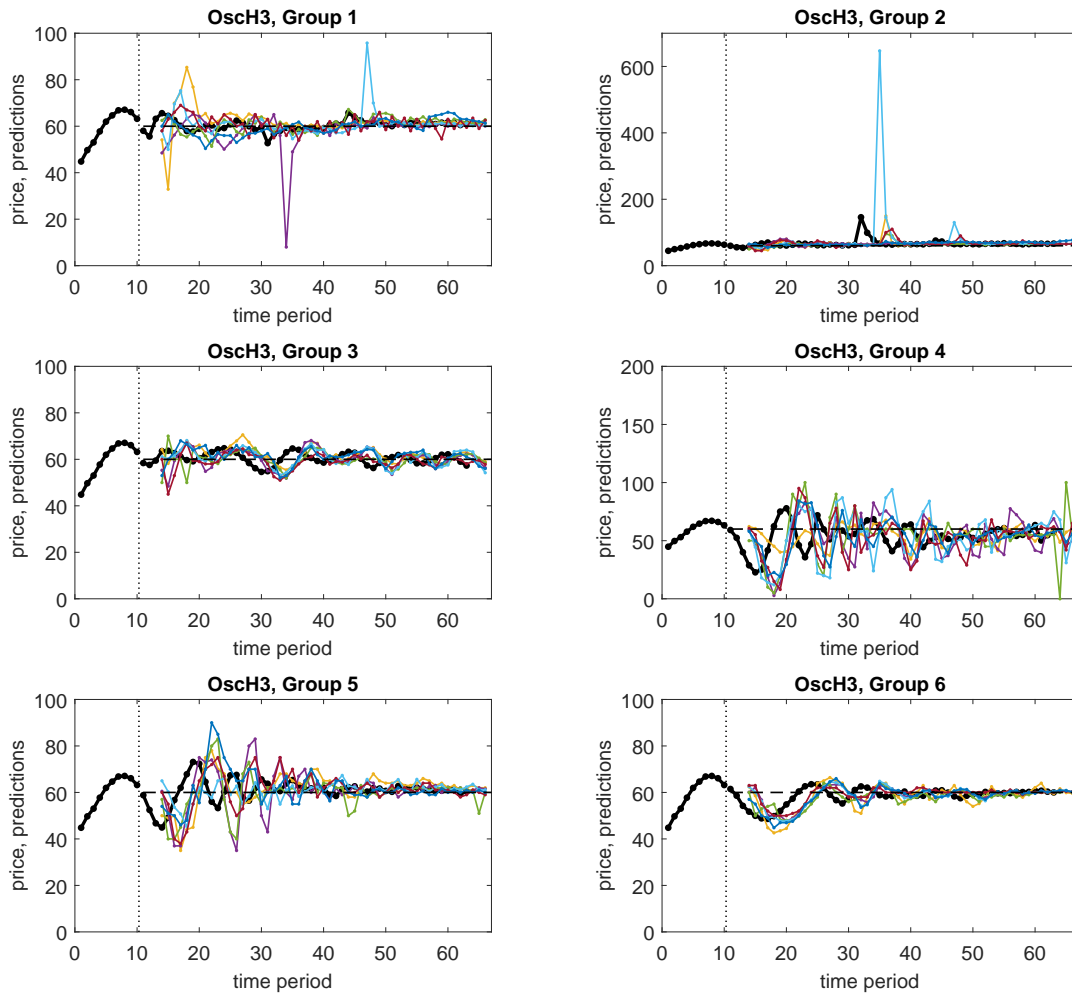 OscH3, Group 1
100
80
60
40
20
0
price, predictions
0 10 20 30 40 50 60
time period
OscH3, Group 2
600
400
200
0
price, predictions
0 10 20 30 40 50 60
time period
OscH3, Group 3
100
80
60
40
20
0
price, predictions
0 10 20 30 40 50 60
time period
OscH3, Group 4
200
150
100
50
0
price, predictions
0 10 20 30 40 50 60
time period
OscH3, Group 5
100
80
60
40
20
0
price, predictions
0 10 20 30 40 50 60
time period
OscH3, Group 6
100
80
60
40
20
0
price, predictions
0 10 20 30 40 50 60
time period